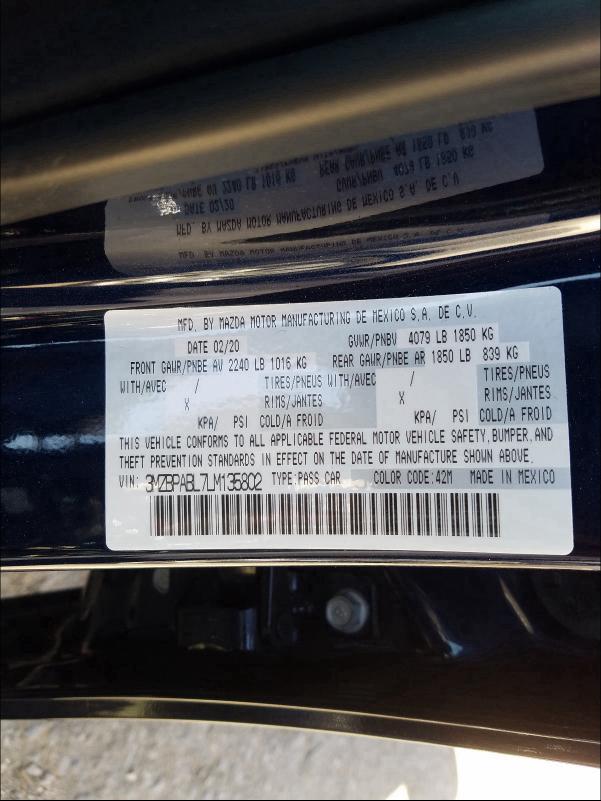 MFD. BY MAZDA MOTOR MANUFACTURING DE MEXICO S.A. DE C.V.
DATE 02/20 GVWR/PNBV 4079 LB 1850 KG
FRONT GAWR/PNBE AV 2240 LB 1016 KG REAR GAWR/PNBE AR 1850 LB 839 KG
WITH/AVEC / TIRES/PNEUS WITH/AVEC / TIRES/PNEUS
X RIMS/JANTES X RIMS/JANTES
KPA/ PSI COLD/A FROID KPA/ PSI COLD/A FROID
THIS VEHICLE CONFORMS TO ALL APPLICABLE FEDERAL MOTOR VEHICLE SAFETY, BUMPER, AND
THEFT PREVENTION STANDARDS IN EFFECT ON THE DATE OF MANUFACTURE SHOWN ABOVE.
VIN: 3MZBPABL7LM135802 TYPE: PASS CAR COLOR CODE: 42M MADE IN MEXICO